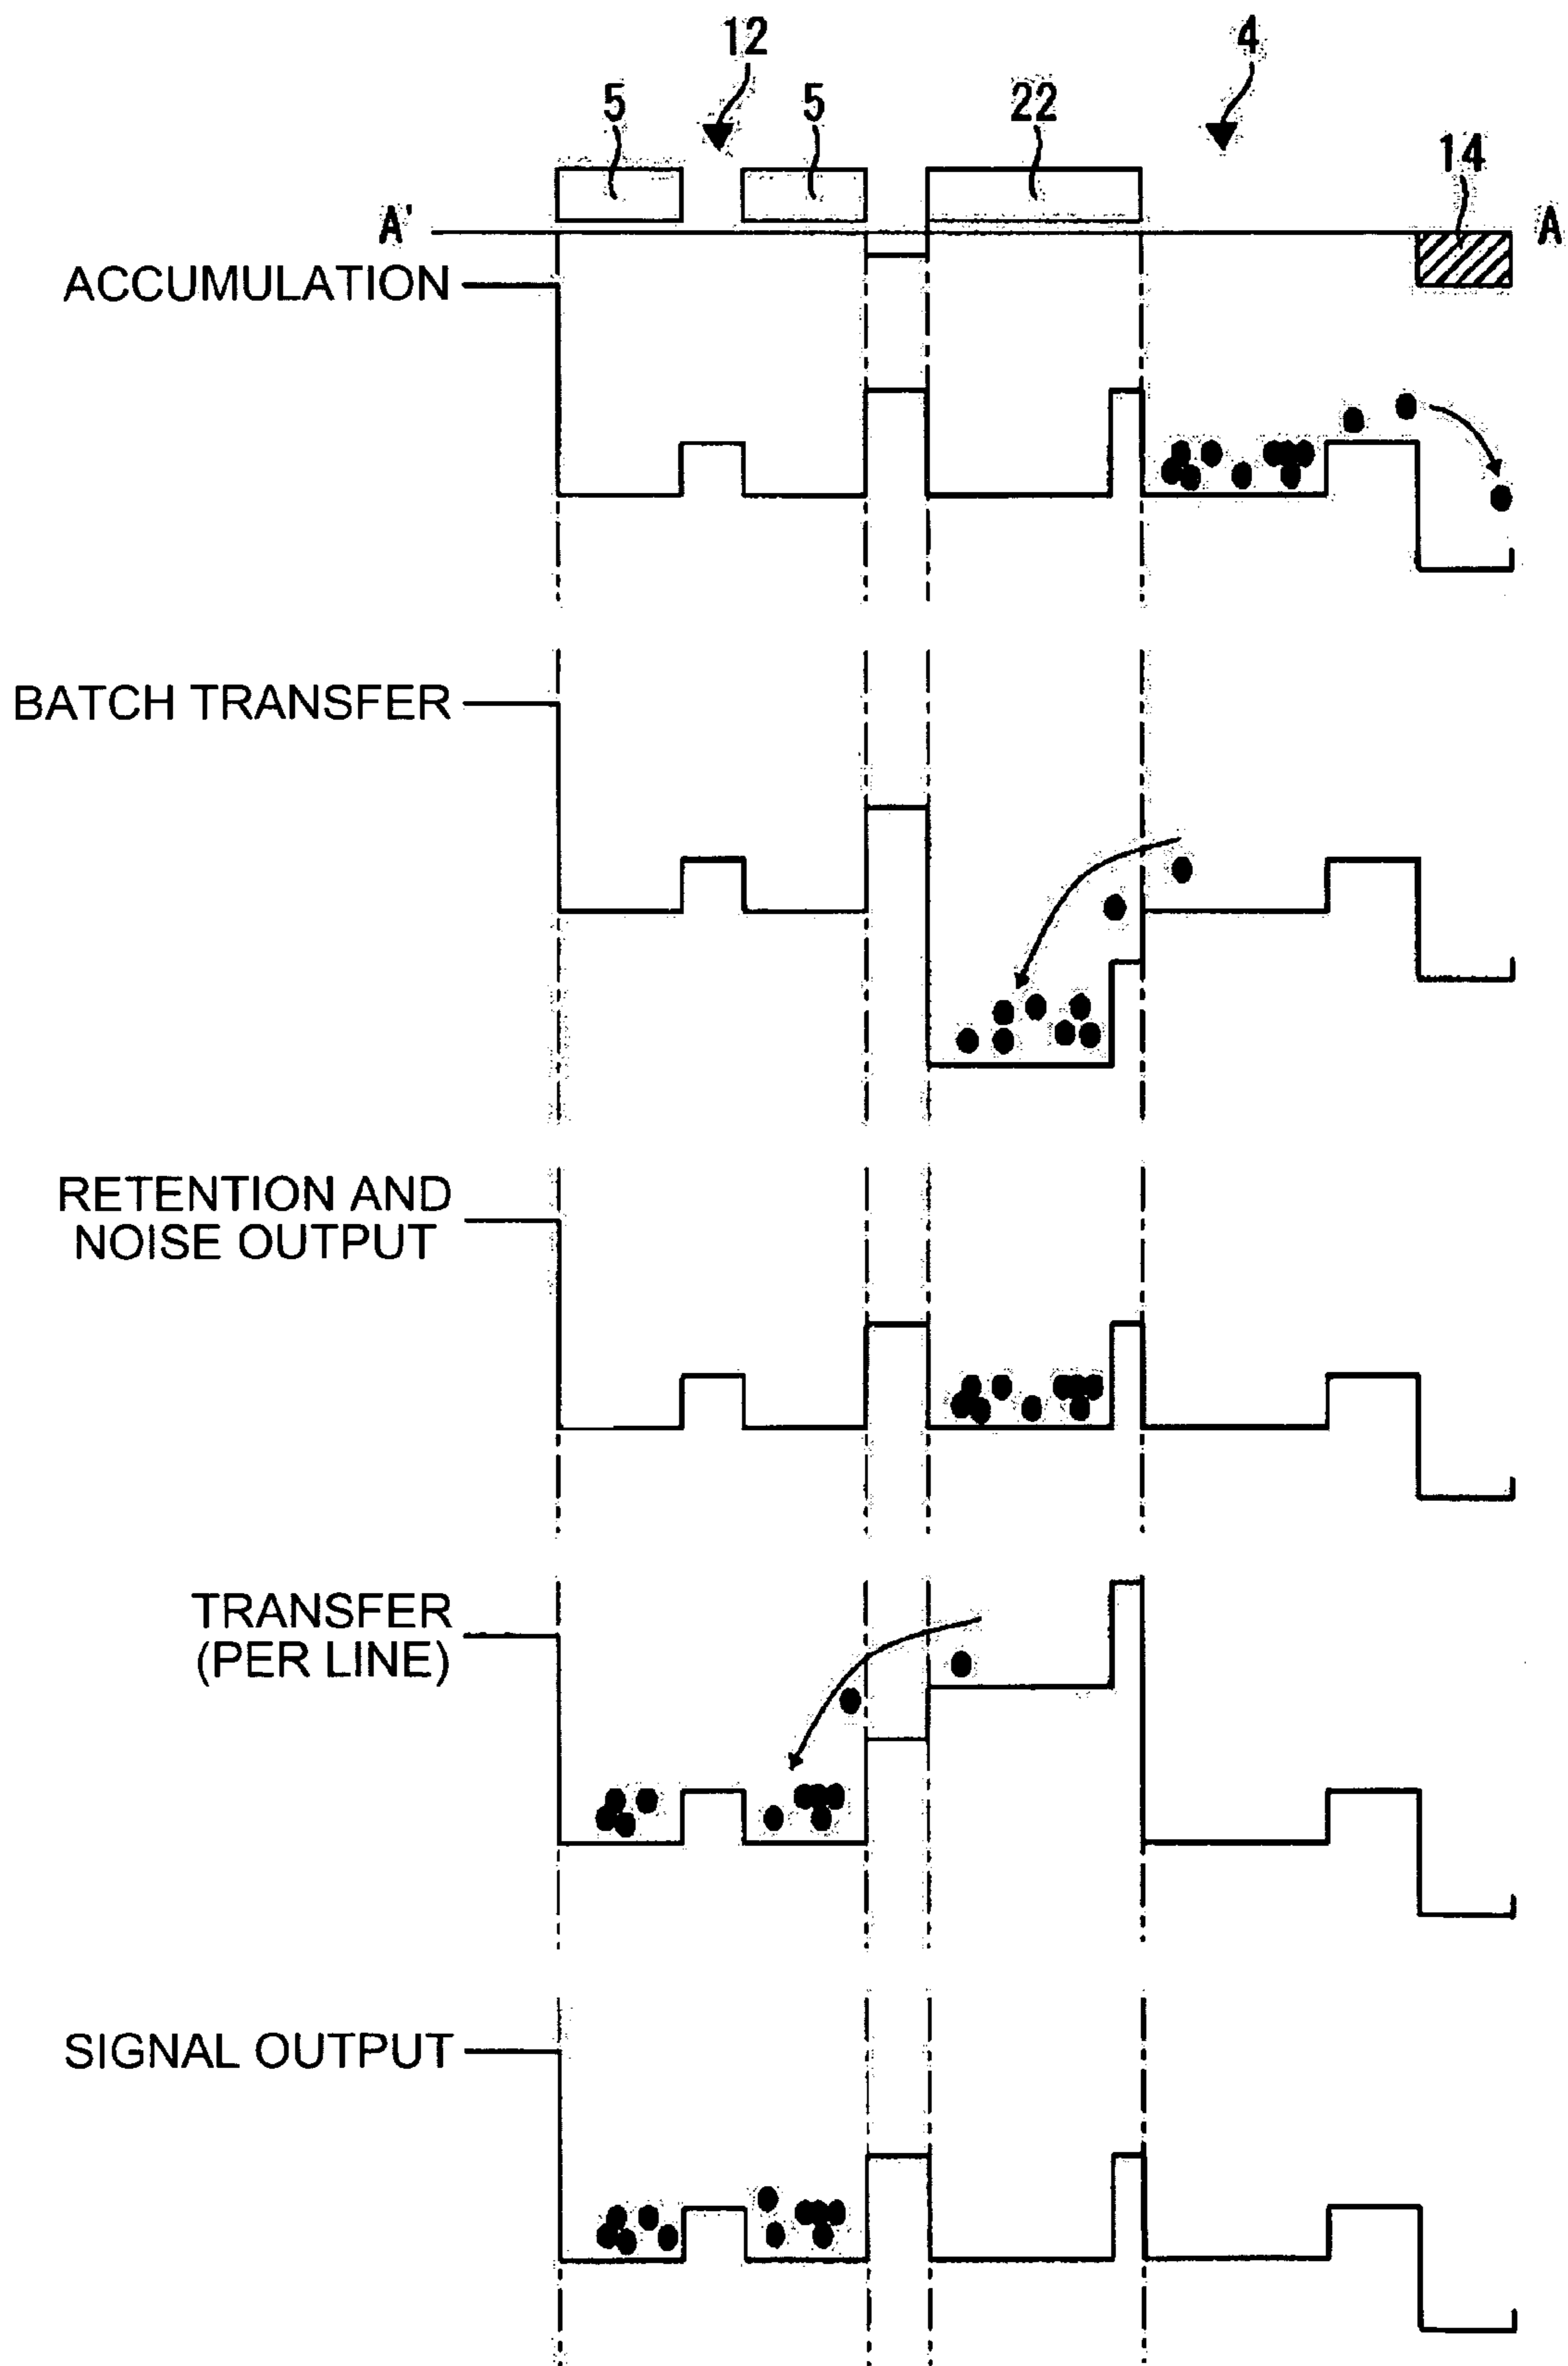 12
4
5
5
22
14
A'
A
ACCUMULATION
BATCH TRANSFER
RETENTION AND
NOISE OUTPUT
TRANSFER
(PER LINE)
SIGNAL OUTPUT